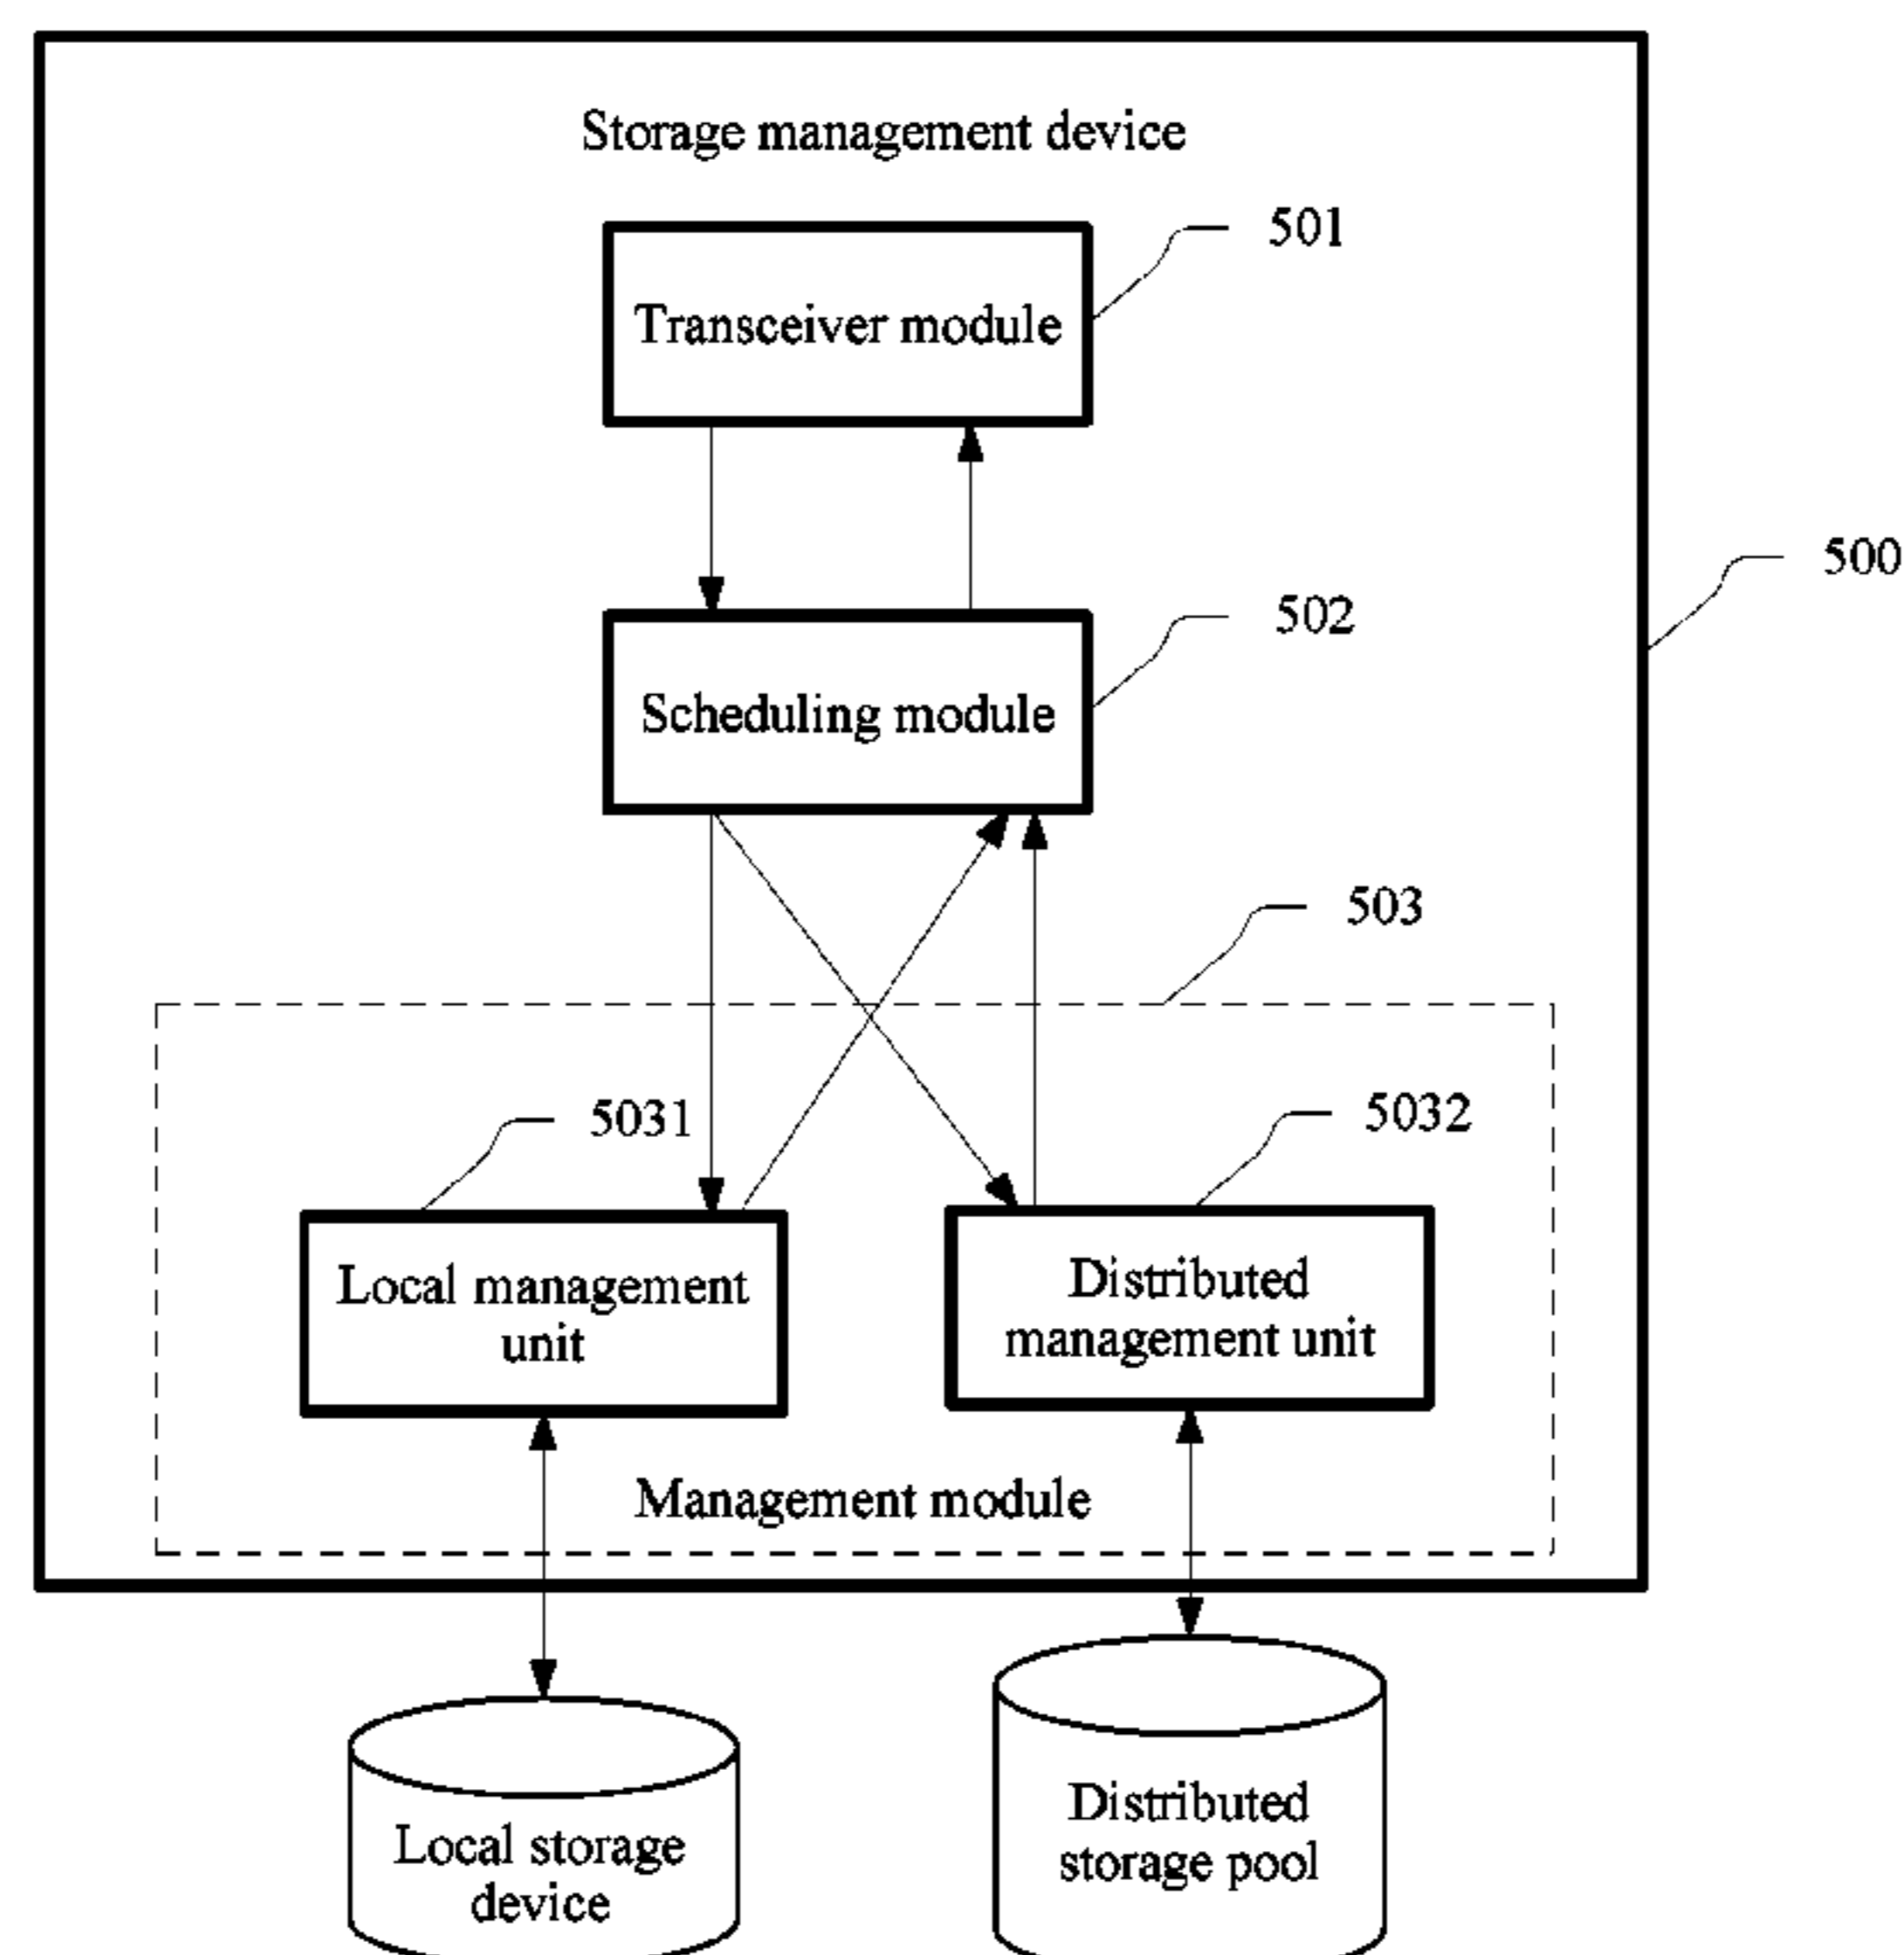 Storage management device
501
Transceiver module
500
502
Scheduling module
503
5031
5032
Local management
unit
Distributed
management unit
Management module
Local storage
device
Distributed
storage pool